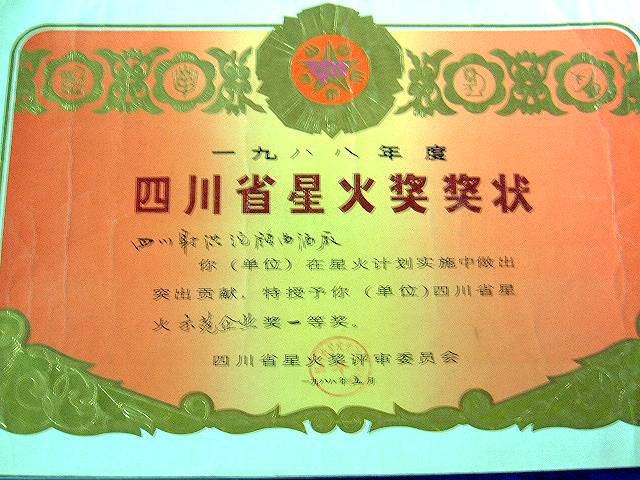 一九八八年度
四川省星火奖奖状
四川射洪沱牌曲酒厂
你（单位）在星火计划实施中做出
突出贡献，特授予你（单位）四川省星
火示范企业奖一等奖。
四川省星火奖评审委员会
一九八八年五月